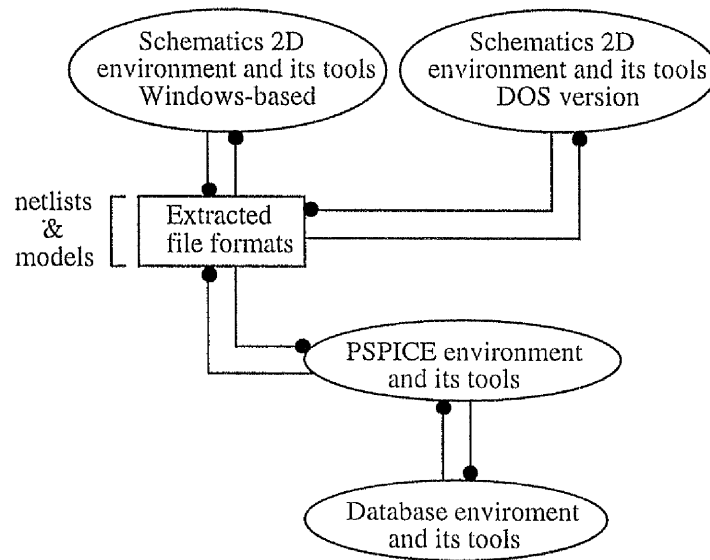 Schematics 2D
environment and its tools
Windows-based
Schematics 2D
environment and its tools
DOS version
netlists
&
models
Extracted
file formats
PSPICE environment
and its tools
Database enviroment
and its tools